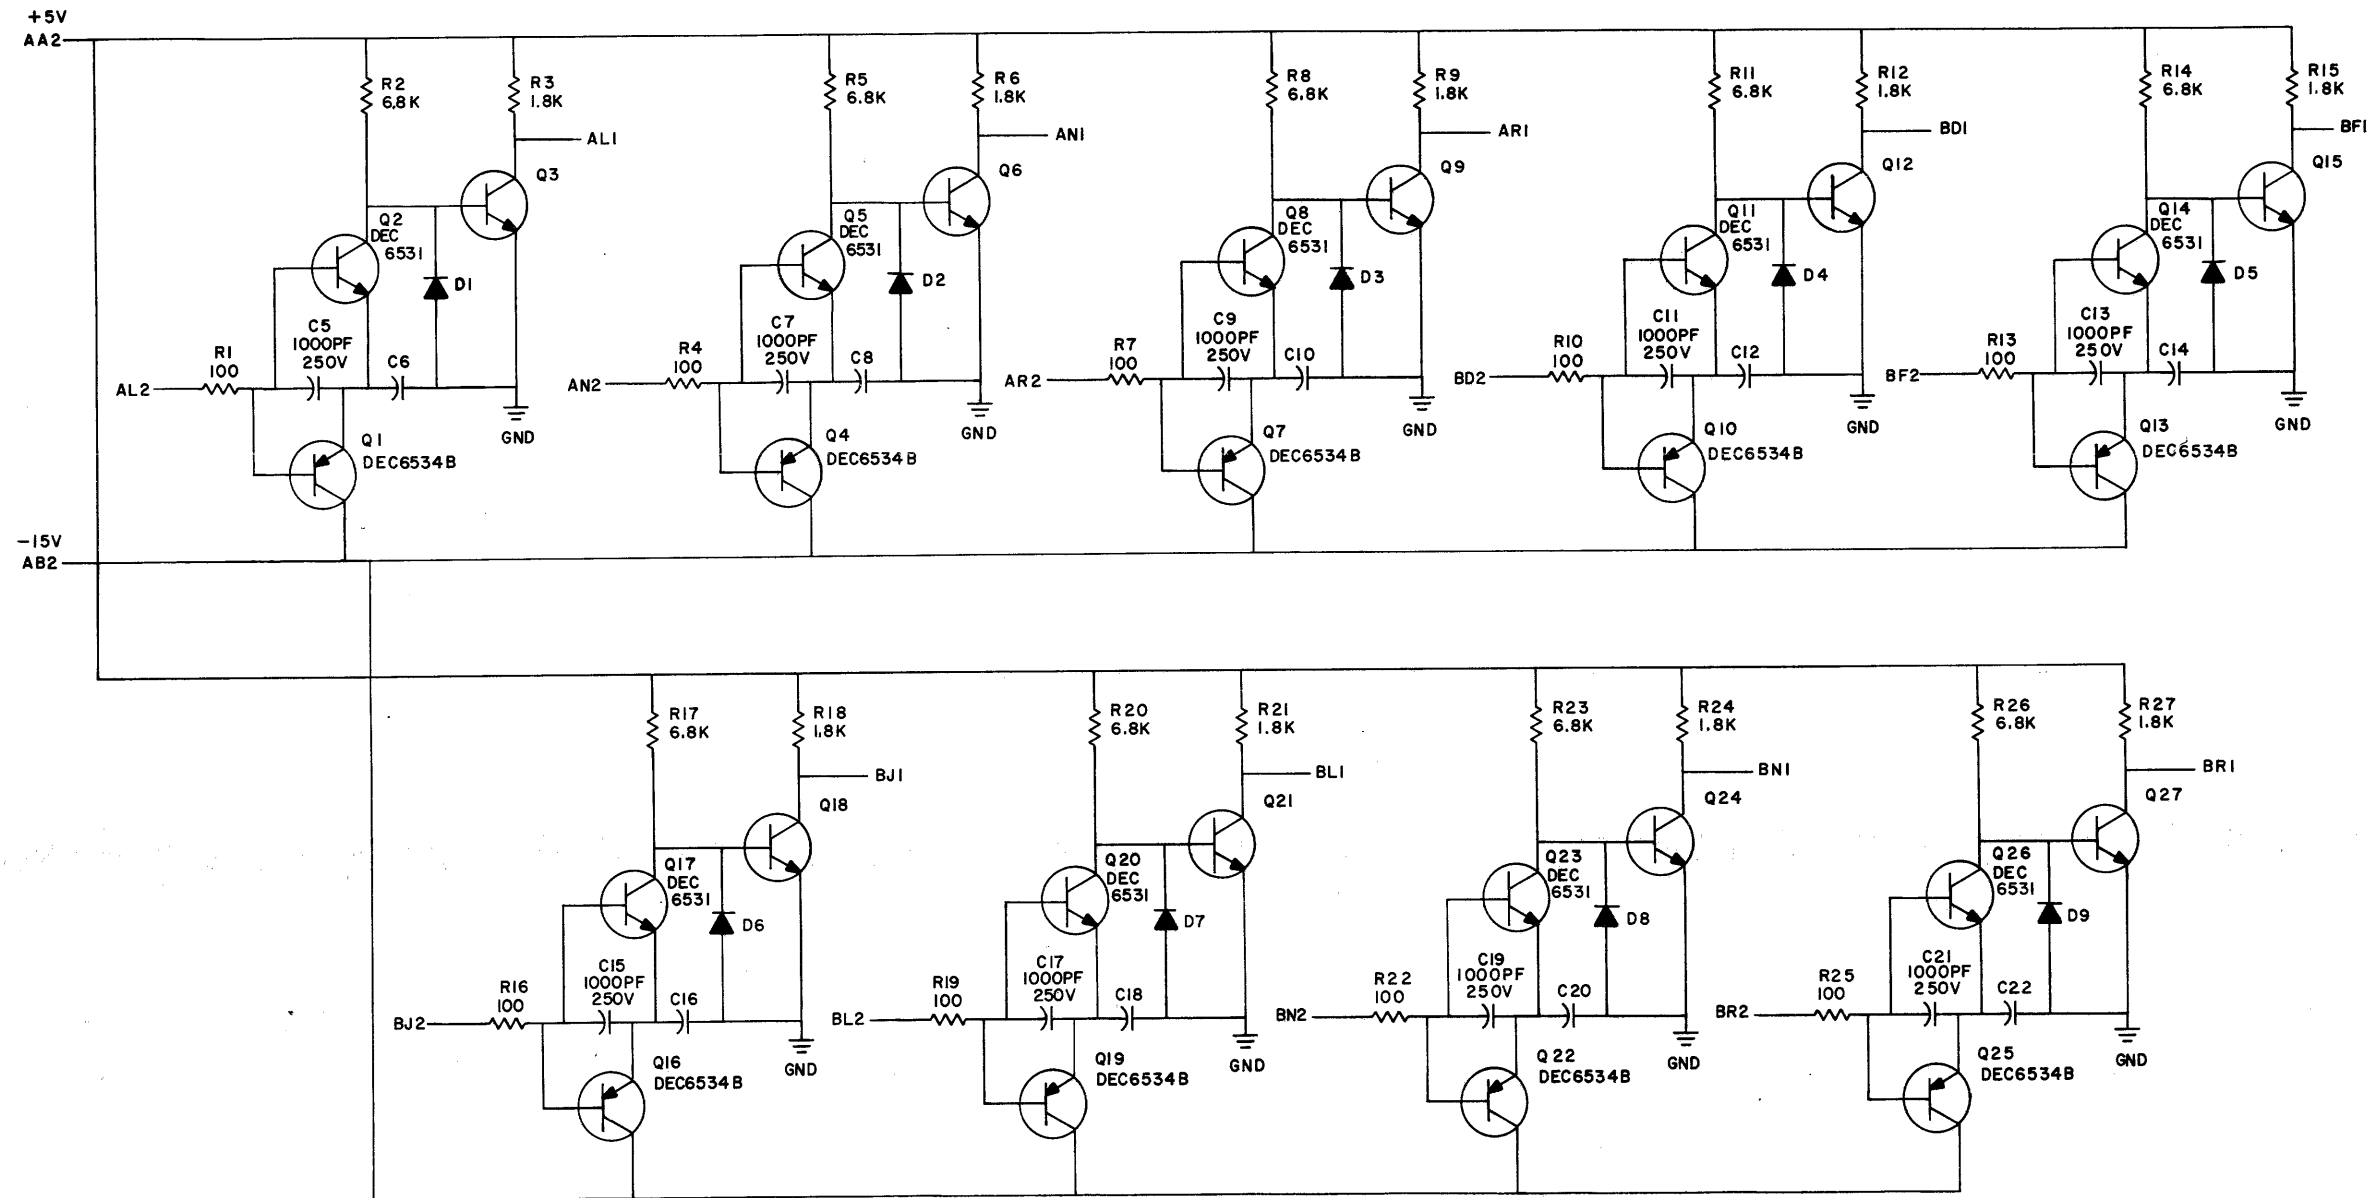 +5V
AA2
R2
6.8K
R3
1.8K
AL1
Q3
Q2
DEC
6531
D1
C5
1000PF
250V
C6
R1
100
AL2
GND
Q1
DEC6534B
R5
6.8K
R6
1.8K
AN1
Q6
Q5
DEC
6531
D2
C7
1000PF
250V
C8
R4
100
AN2
GND
Q4
DEC6534B
R8
6.8K
R9
1.8K
AR1
Q9
Q8
DEC
6531
D3
C9
1000PF
250V
C10
R7
100
AR2
GND
Q7
DEC6534B
R11
6.8K
R12
1.8K
BD1
Q12
Q11
DEC
6531
D4
C11
1000PF
250V
C12
R10
100
BD2
GND
Q10
DEC6534B
R14
6.8K
R15
1.8K
BF1
Q15
Q14
DEC
6531
D5
C13
1000PF
250V
C14
R13
100
BF2
GND
Q13
DEC6534B
-15V
AB2
R17
6.8K
R18
1.8K
BJ1
Q18
Q17
DEC
6531
D6
C15
1000PF
250V
C16
R16
100
BJ2
GND
Q16
DEC6534B
R20
6.8K
R21
1.8K
BL1
Q21
Q20
DEC
6531
D7
C17
1000PF
250V
C18
R19
100
BL2
GND
Q19
DEC6534B
R23
6.8K
R24
1.8K
BN1
Q24
Q23
DEC
6531
D8
C19
1000PF
250V
C20
R22
100
BN2
GND
Q22
DEC6534B
R26
6.8K
R27
1.8K
BR1
Q27
Q26
DEC
6531
D9
C21
1000PF
250V
C22
R25
100
BR2
GND
Q25
DEC6534B